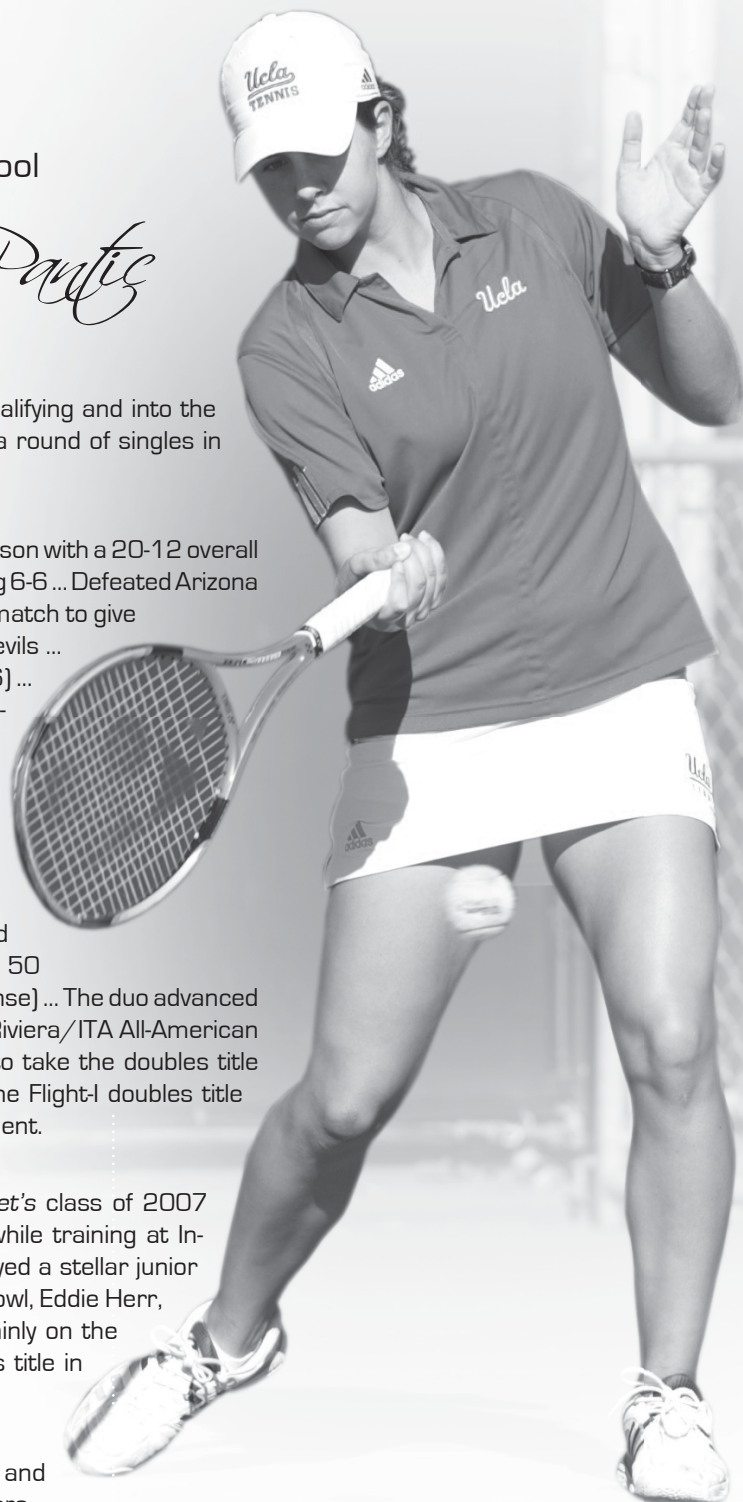 Ucla
TENNIS
adidas
ool
Pantic
Ucla
adidas
alifying and into the
a round of singles in
son with a 20-12 overall
g 6-6 ... Defeated Arizona
match to give
evils ...
6) ...
-
Ucla
adidas
d
50
nse) ... The duo advanced
Riviera/ITA All-American
to take the doubles title
he Flight-I doubles title
ent.
et's class of 2007
while training at In-
yed a stellar junior
owl, Eddie Herr,
ainly on the
s title in
and